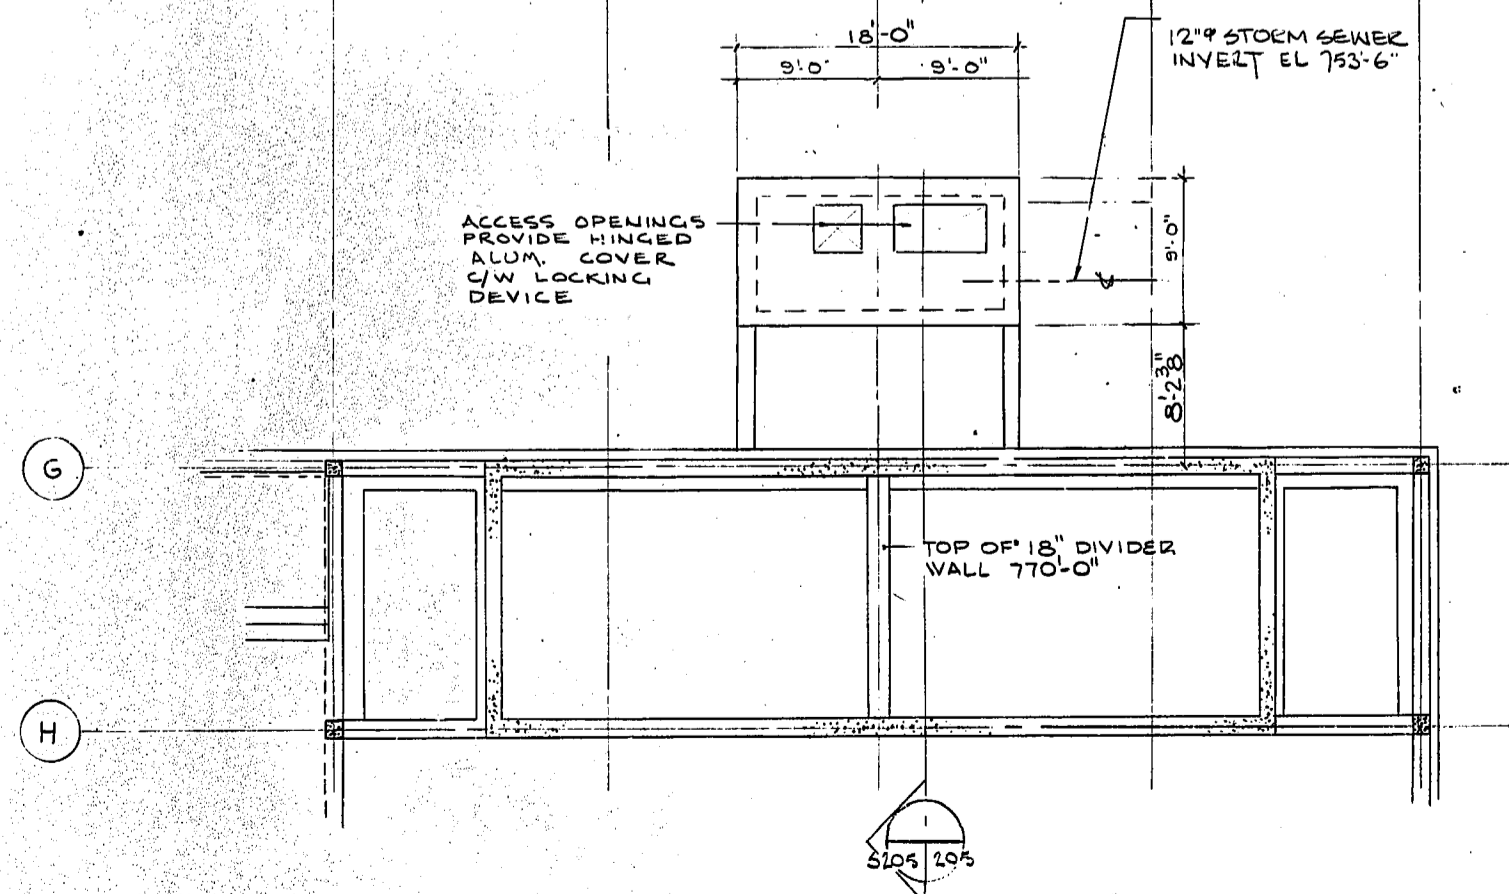 18'-0"
9'-0"
9'-0"
12"φ STORM SEWER
INVERT EL 753'-6"
ACCESS OPENINGS
PROVIDE HINGED
ALUM. COVER
C/W LOCKING
DEVICE
9'-0"
8'-2 3/8"
G
TOP OF 18" DIVIDER
WALL 770'-0"
H
1
S205 205